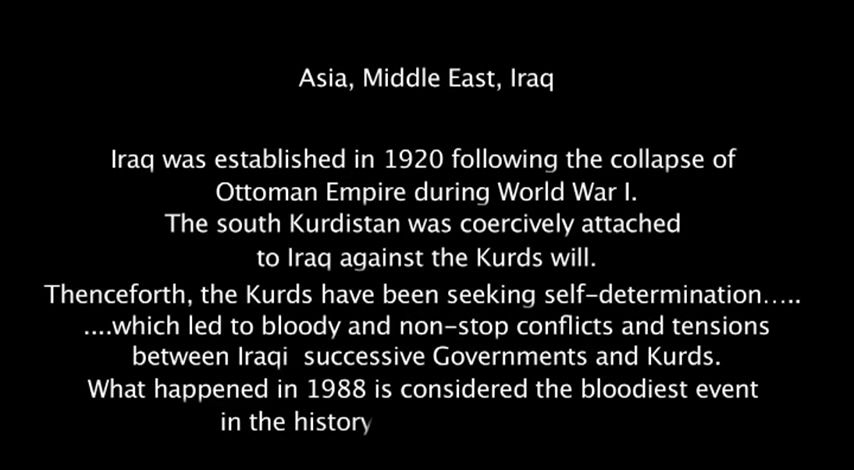 Asia, Middle East, Iraq
Iraq was established in 1920 following the collapse of
Ottoman Empire during World War I.
The south Kurdistan was coercively attached
to Iraq against the Kurds will.
Thenceforth, the Kurds have been seeking self-determination.....
....which led to bloody and non-stop conflicts and tensions
between Iraqi  successive Governments and Kurds.
What happened in 1988 is considered the bloodiest event
in the history